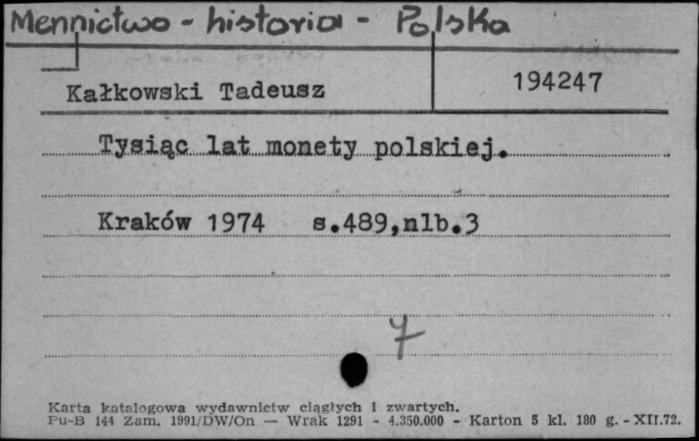 Mennictwo - historia - Polska
Kałkowski Tadeusz
194247
Tysiąc lat monety polskiej.
Kraków 1974 s.489,nlb.3
7
Karta katalogowa wydawnictw ciągłych i zwartych.
Pu-B 144 Zam. 1991/DW/On — Wrak 1291 - 4.350.000 - Karton 5 kl. 180 g. - XII.72.